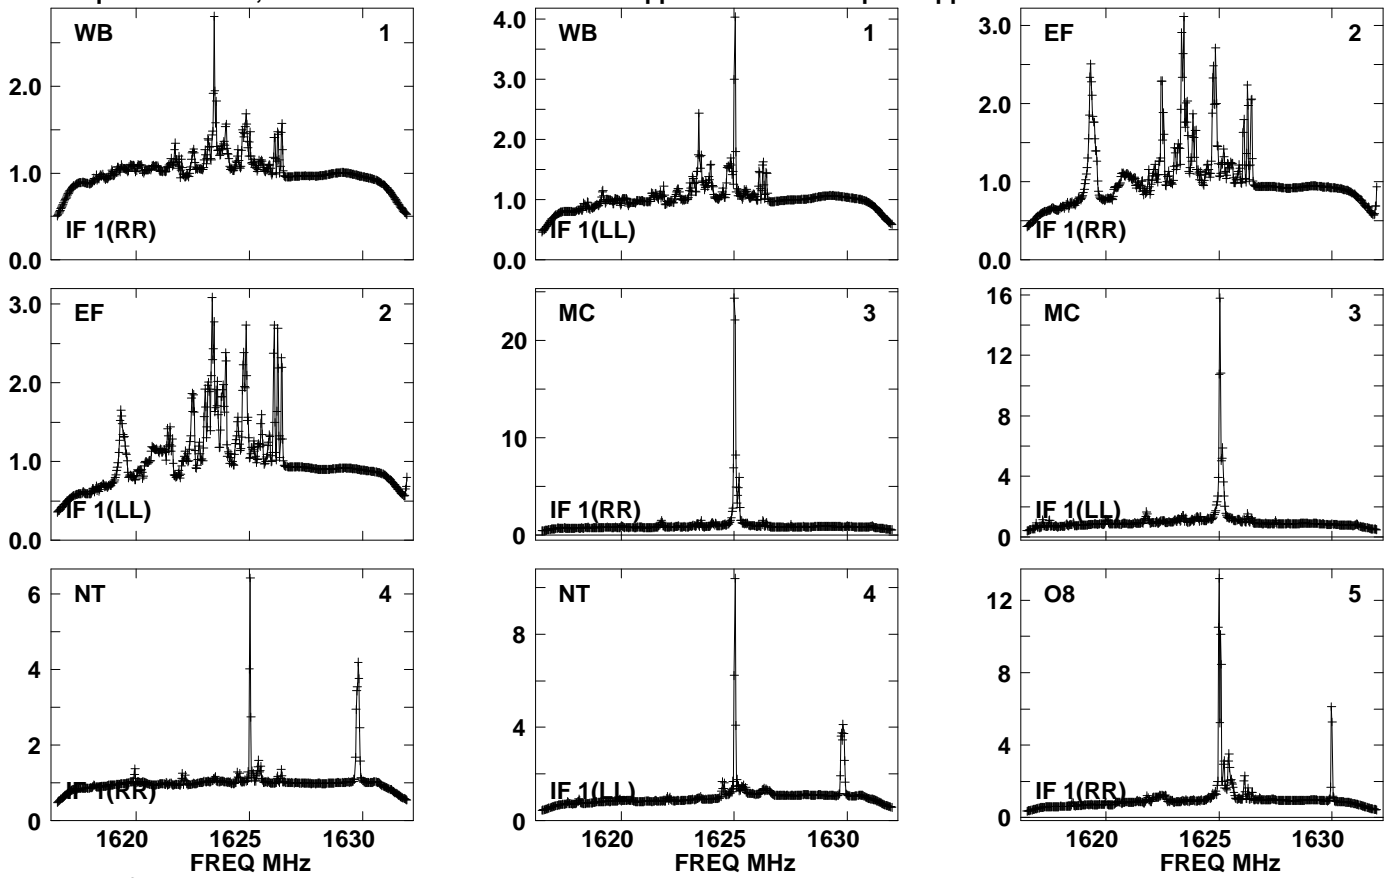 WB 1
2.0
1.0
0.0
IF 1(RR)
WB 1
4.0
3.0
2.0
1.0
0.0
IF 1(LL)
EF 2
3.0
2.0
1.0
0.0
IF 1(RR)
EF 2
3.0
2.0
1.0
0.0
IF 1(LL)
MC 3
20
10
0
IF 1(RR)
MC 3
16
12
8
4
0
IF 1(LL)
NT 4
6
4
2
0
IF 1(RR)
1620 1625 1630
FREQ MHz
NT 4
8
4
0
IF 1(LL)
1620 1625 1630
FREQ MHz
O8 5
12
8
4
0
IF 1(RR)
1620 1625 1630
FREQ MHz